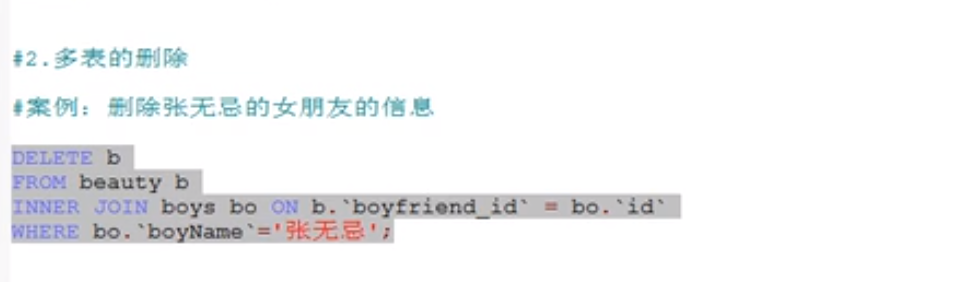 #2.多表的删除
#案例：删除张无忌的女朋友的信息
DELETE b
FROM beauty b
INNER JOIN boys bo ON b.`boyfriend_id` = bo.`id`
WHERE bo.`boyName`='张无忌';